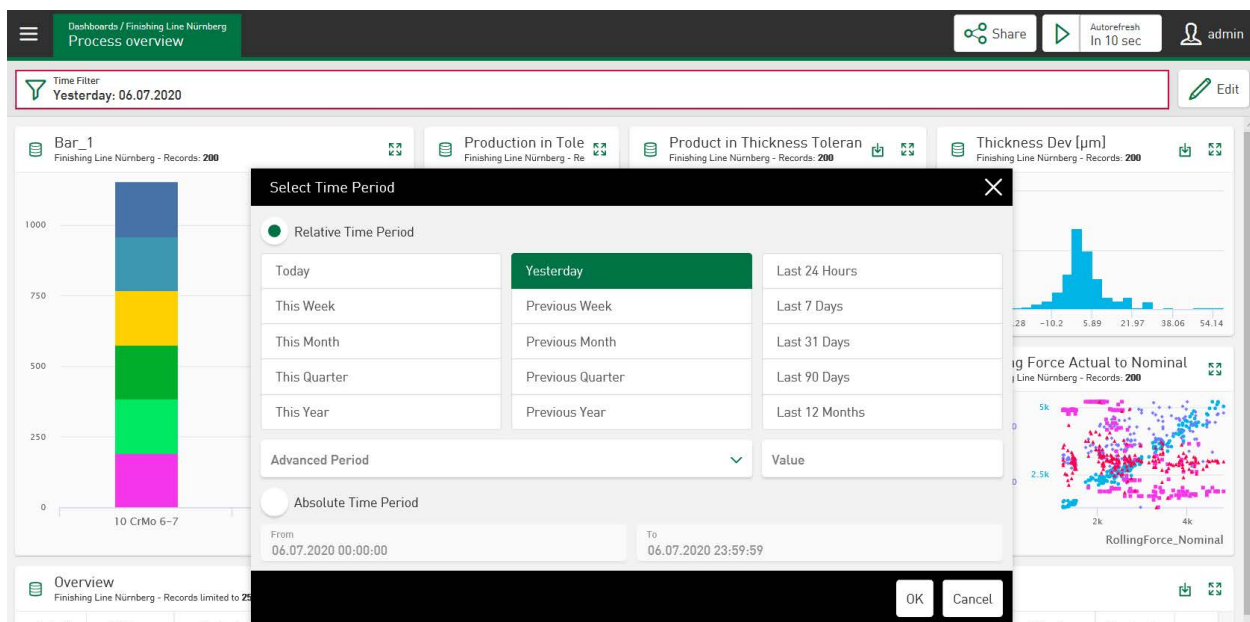 Dashboards / Finishing Line Nürnberg
Process overview
Share
Autorefresh
In 10 sec
admin
Time Filter
Yesterday: 06.07.2020
Edit
Bar_1
Finishing Line Nürnberg - Records: 200
Production in Tole
Finishing Line Nürnberg - Re
Product in Thickness Toleran
Finishing Line Nürnberg - Records: 200
Thickness Dev [µm]
Finishing Line Nürnberg - Records: 200
1000
750
500
250
0
10 CrMo 6-7
Select Time Period
Relative Time Period
Today Yesterday Last 24 Hours
This Week Previous Week Last 7 Days
This Month Previous Month Last 31 Days
This Quarter Previous Quarter Last 90 Days
This Year Previous Year Last 12 Months
Advanced Period Value
Absolute Time Period
From
06.07.2020 00:00:00
To
06.07.2020 23:59:59
OK Cancel
.28 -10.2 5.89 21.97 38.06 54.14
ng Force Actual to Nominal
Line Nürnberg - Records: 200
5k
0
2.5k
0
2k 4k
RollingForce_Nominal
Overview
Finishing Line Nürnberg - Records limited to 25